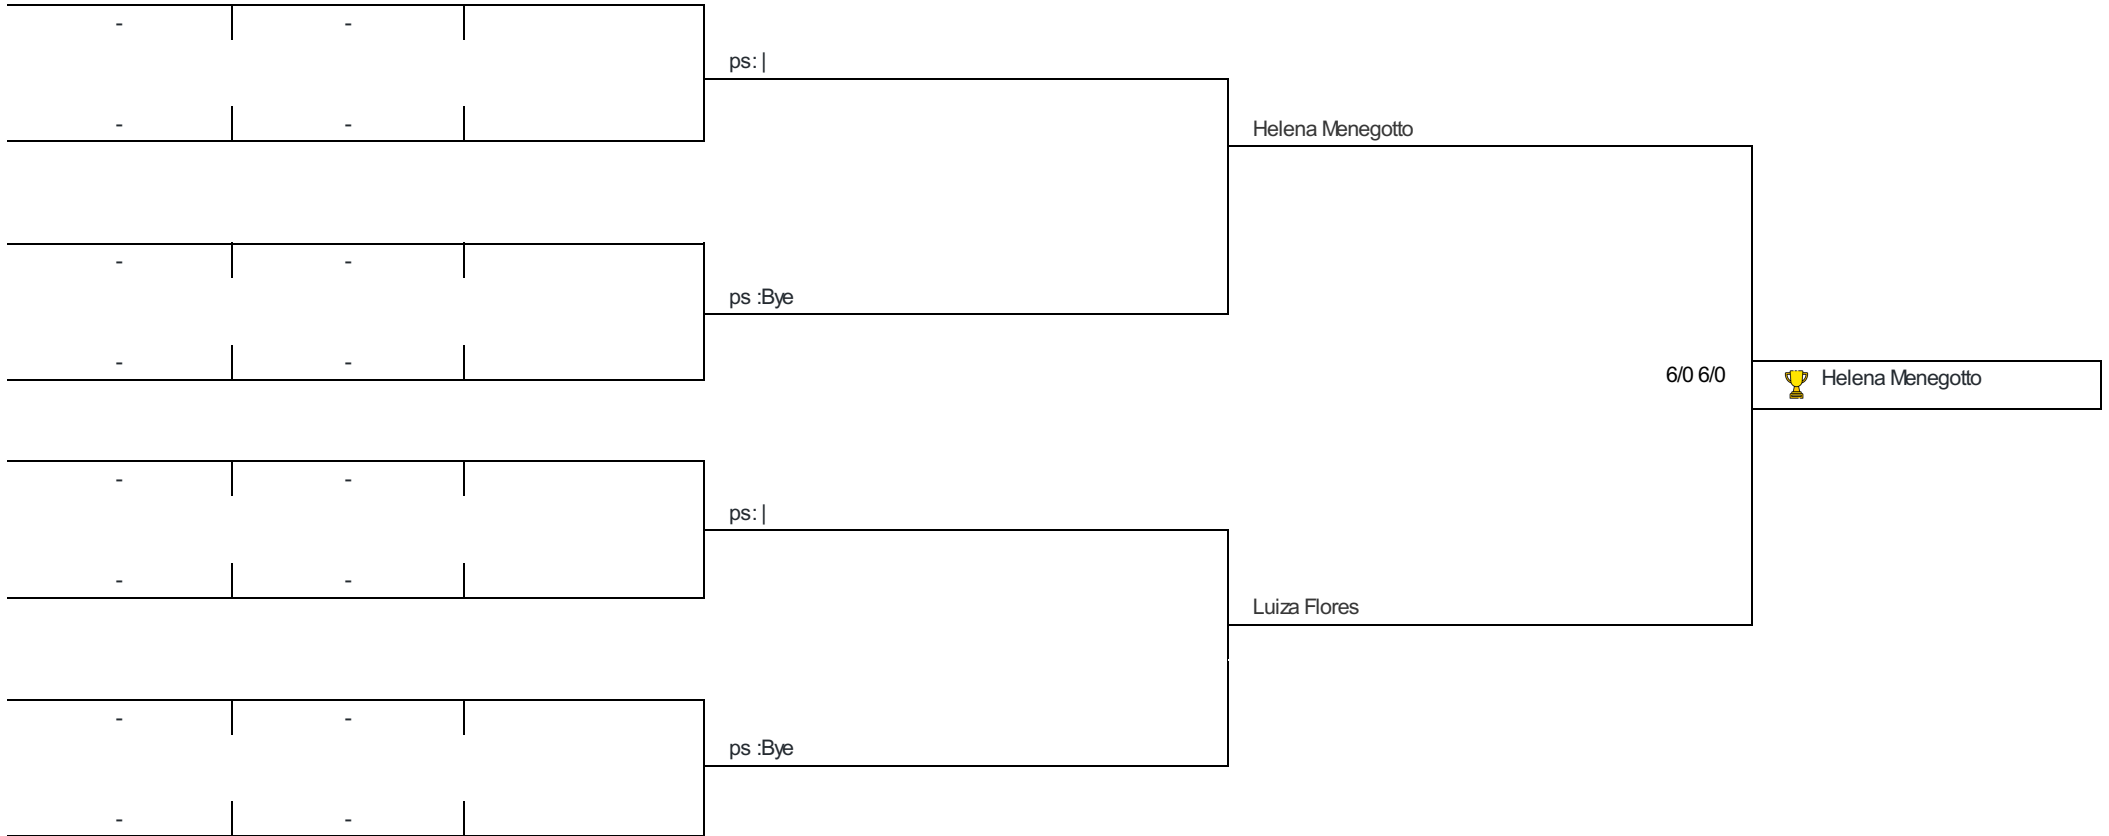 - -
ps: |
- -
Helena Menegotto
- -
ps :Bye
- -
6/0 6/0
Helena Menegotto
- -
ps: |
- -
Luiza Flores
- -
ps :Bye
- -